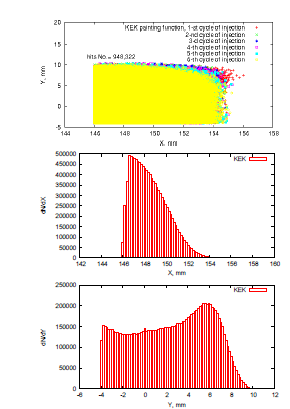 20
KEK painting function, 1-st cycle of injection
2-nd cycle of injection
15
3-d cycle of injection
4-th cycle of injection
hits No.= 948,322
5-th cycle of injection
6-th cycle of injection
10
Y, mm
5
0
-5
144 146 148 150 152 154 156 158
X, mm
500000
KEK
450000
400000
350000
300000
dN/dX
250000
200000
150000
100000
50000
0
142 144 146 148 150 152 154 156 158 160
X, mm
250000
KEK
200000
150000
dN/dY
100000
50000
0
-6 -4 -2 0 2 4 6 8 10 12
Y, mm